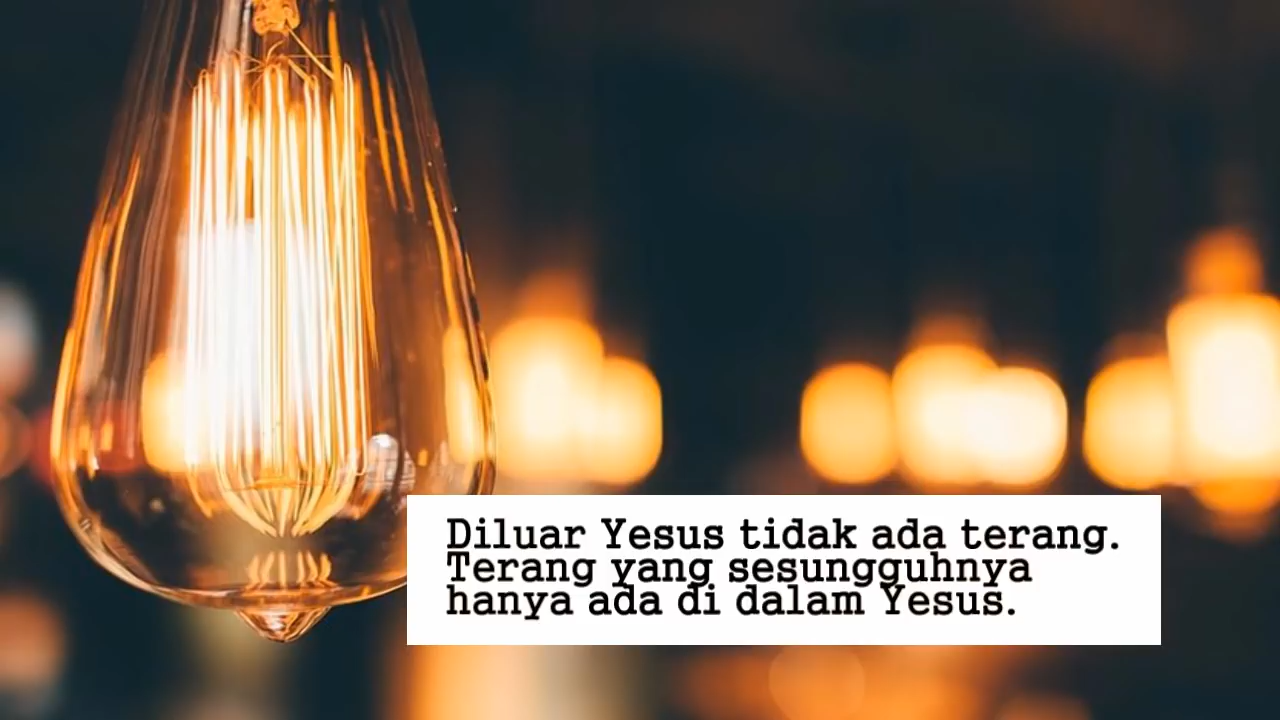 Diluar Yesus tidak ada terang.
Terang yang sesungguhnya
hanya ada di dalam Yesus.